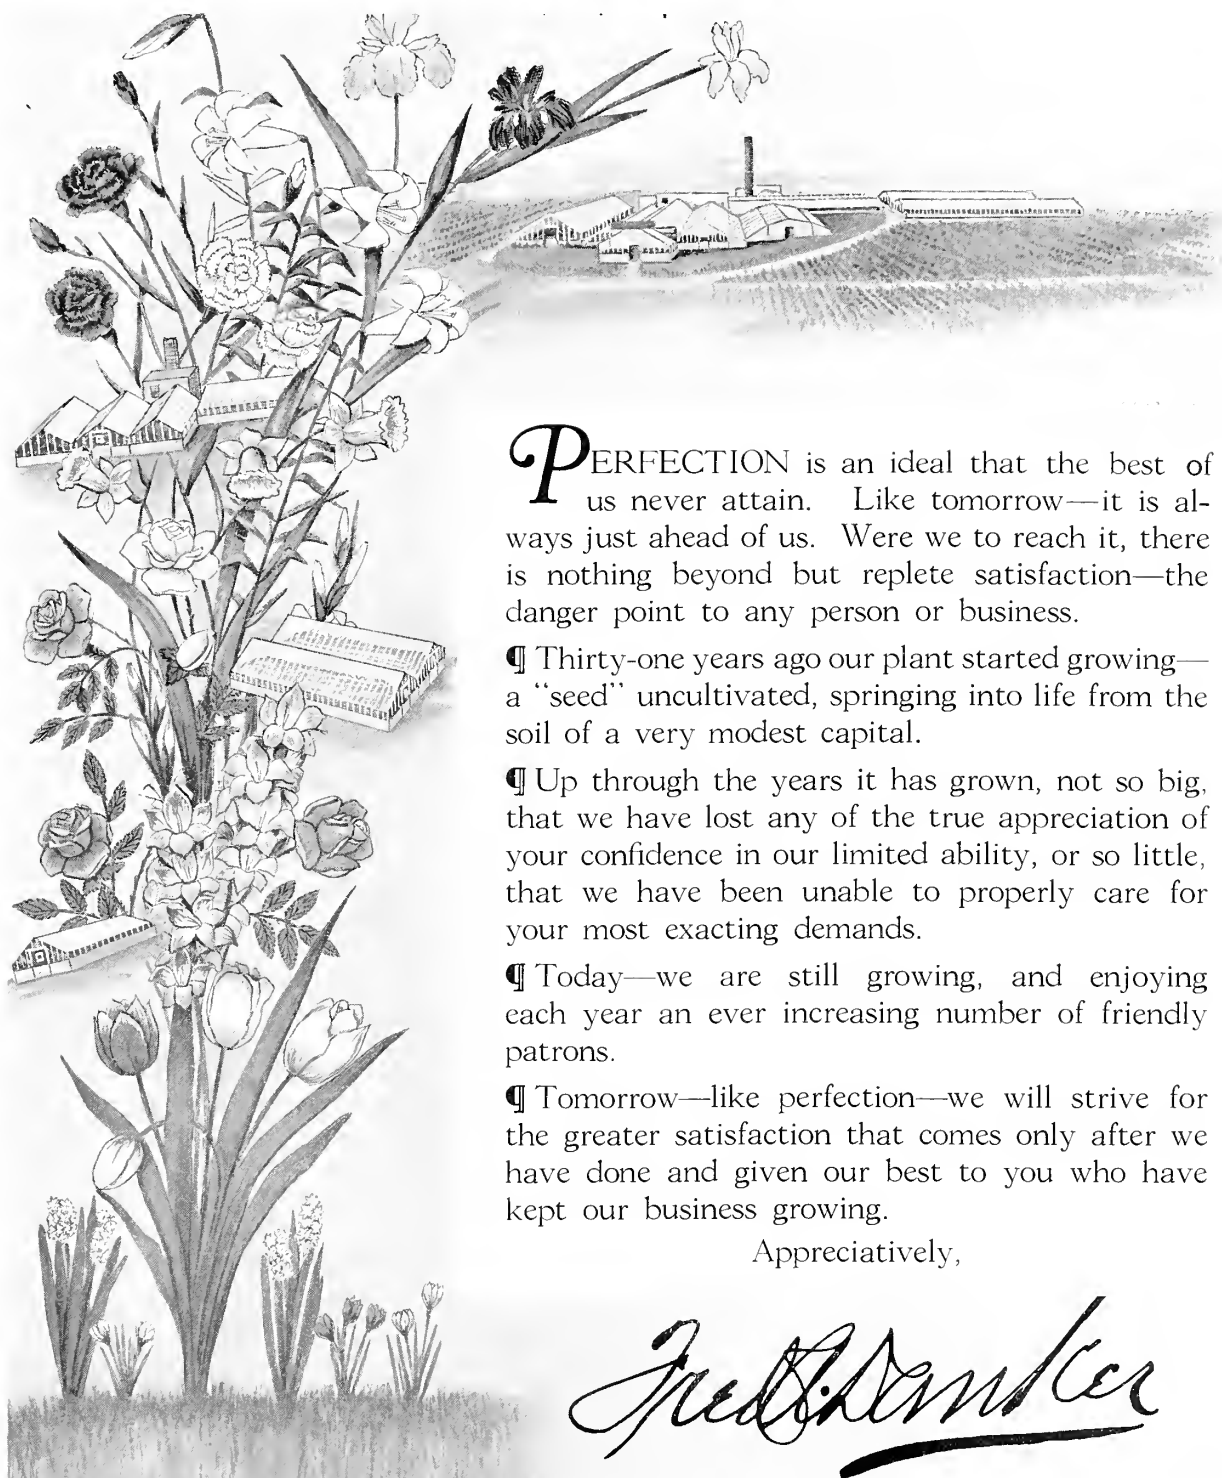 PERFECTION is an ideal that the best of
us never attain. Like tomorrow—it is al-
ways just ahead of us. Were we to reach it, there
is nothing beyond but replete satisfaction—the
danger point to any person or business.
¶ Thirty-one years ago our plant started growing—
a "seed" uncultivated, springing into life from the
soil of a very modest capital.
¶ Up through the years it has grown, not so big,
that we have lost any of the true appreciation of
your confidence in our limited ability, or so little,
that we have been unable to properly care for
your most exacting demands.
¶ Today—we are still growing, and enjoying
each year an ever increasing number of friendly
patrons.
¶ Tomorrow—like perfection—we will strive for
the greater satisfaction that comes only after we
have done and given our best to you who have
kept our business growing.
Appreciatively,
Fred A. Danker